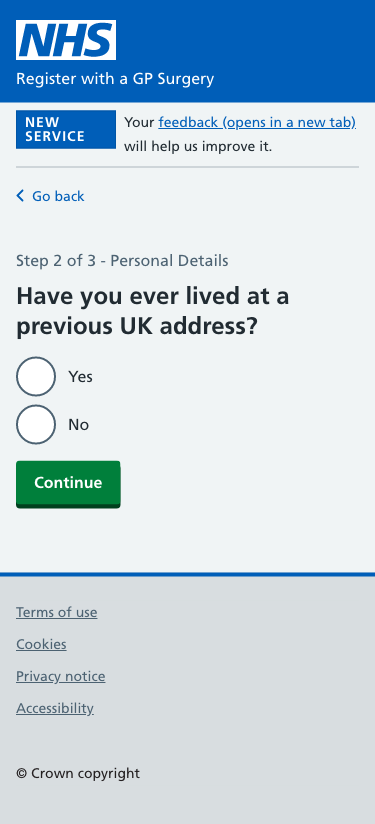 NHS
Register with a GP Surgery
NEW
SERVICE
Your feedback (opens in a new tab)
will help us improve it.
Go back
Step 2 of 3 - Personal Details
Have you ever lived at a
previous UK address?
Yes
No
Continue
Terms of use
Cookies
Privacy notice
Accessibility
© Crown copyright